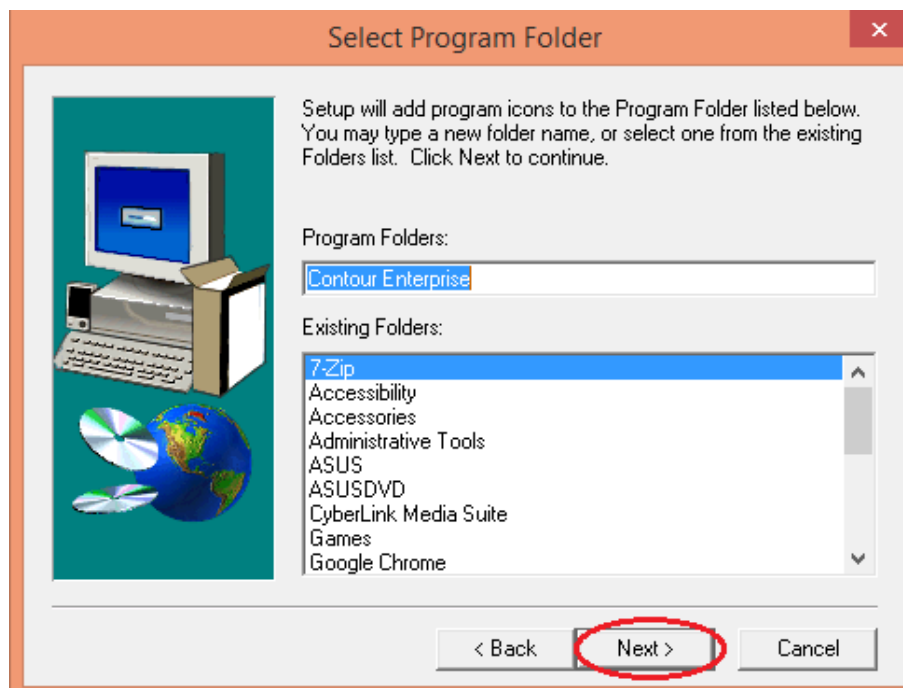 Select Program Folder
Setup will add program icons to the Program Folder listed below.
You may type a new folder name, or select one from the existing
Folders list. Click Next to continue.
Program Folders:
Contour Enterprise
Existing Folders:
7-Zip
Accessibility
Accessories
Administrative Tools
ASUS
ASUSDVD
CyberLink Media Suite
Games
Google Chrome
< Back
Next >
Cancel